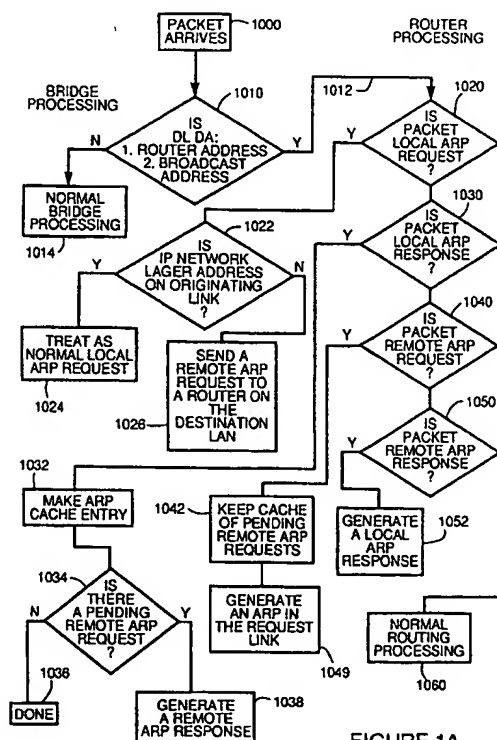 PACKET
ARRIVES
1000
ROUTER
PROCESSING
BRIDGE
PROCESSING
1010
1012
1020
IS
DL DA:
1. ROUTER ADDRESS
2. BROADCAST
ADDRESS
N
Y
IS
PACKET
LOCAL ARP
REQUEST
?
NORMAL
BRIDGE
PROCESSING
1014
1022
1030
IS
IP NETWORK
LAGER ADDRESS
ON ORIGINATING
LINK
?
Y
N
IS
PACKET
LOCAL ARP
RESPONSE
?
TREAT AS
NORMAL LOCAL
ARP REQUEST
1024
SEND A
REMOTE ARP
REQUEST TO
A ROUTER ON
THE
DESTINATION
LAN
1026
1040
Y
IS
PACKET
REMOTE ARP
REQUEST
?
1050
Y
IS
PACKET
REMOTE ARP
RESPONSE
?
1032
MAKE ARP
CACHE ENTRY
1042
KEEP CACHE
OF PENDING
REMOTE ARP
REQUESTS
GENERATE
A LOCAL
ARP
RESPONSE
1052
1034
IS
THERE
A PENDING
REMOTE ARP
REQUEST
?
N
Y
GENERATE
AN ARP IN
THE REQUEST
LINK
1049
NORMAL
ROUTING
PROCESSING
1060
1036
DONE
GENERATE
A REMOTE
ARP RESPONSE
1038
FIGURE 1A